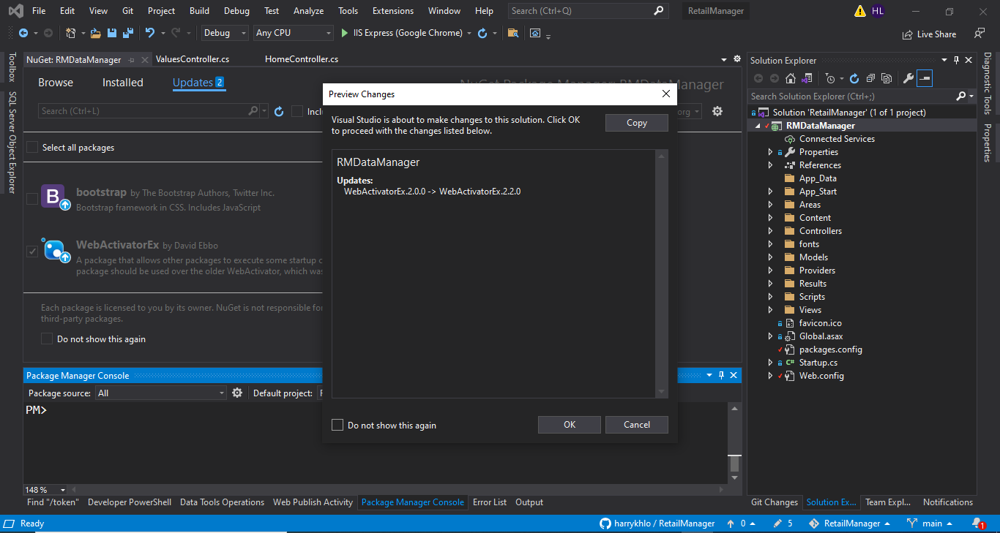 File Edit View Git Project Build Debug Test Analyze Tools Extensions Window Help Search (Ctrl+Q) RetailManager HL
Debug Any CPU IIS Express (Google Chrome) Live Share
Toolbox
SQL Server Object Explorer
NuGet: RMDataManager ValuesController.cs HomeController.cs
Browse Installed Updates 2
NuGet Package Manager: RMDataManager
Search (Ctrl+L) Inclu org
Select all packages
B
bootstrap by The Bootstrap Authors, Twitter Inc.
Bootstrap framework in CSS. Includes JavaScript
WebActivatorEx by David Ebbo
A package that allows other packages to execute some startup c
package should be used over the older WebActivator, which was
Each package is licensed to you by its owner. NuGet is not responsible for
third-party packages.
Do not show this again
Preview Changes
Visual Studio is about to make changes to this solution. Click OK
to proceed with the changes listed below.
Copy
RMDataManager
Updates:
WebActivatorEx.2.0.0 -> WebActivatorEx.2.2.0
Do not show this again
OK Cancel
Package Manager Console
Package source: All Default project:
PM>
148 %
Find "/token" Developer PowerShell Data Tools Operations Web Publish Activity Package Manager Console Error List Output
Solution Explorer
Search Solution Explorer (Ctrl+;)
Solution 'RetailManager' (1 of 1 project)
RMDataManager
Connected Services
Properties
References
App_Data
App_Start
Areas
Content
Controllers
fonts
Models
Providers
Results
Scripts
Views
favicon.ico
Global.asax
packages.config
C# Startup.cs
Web.config
Git Changes Solution Ex... Team Expl... Notifications
Diagnostic Tools
Properties
Ready harrykhlo / RetailManager 0 5 RetailManager main 1